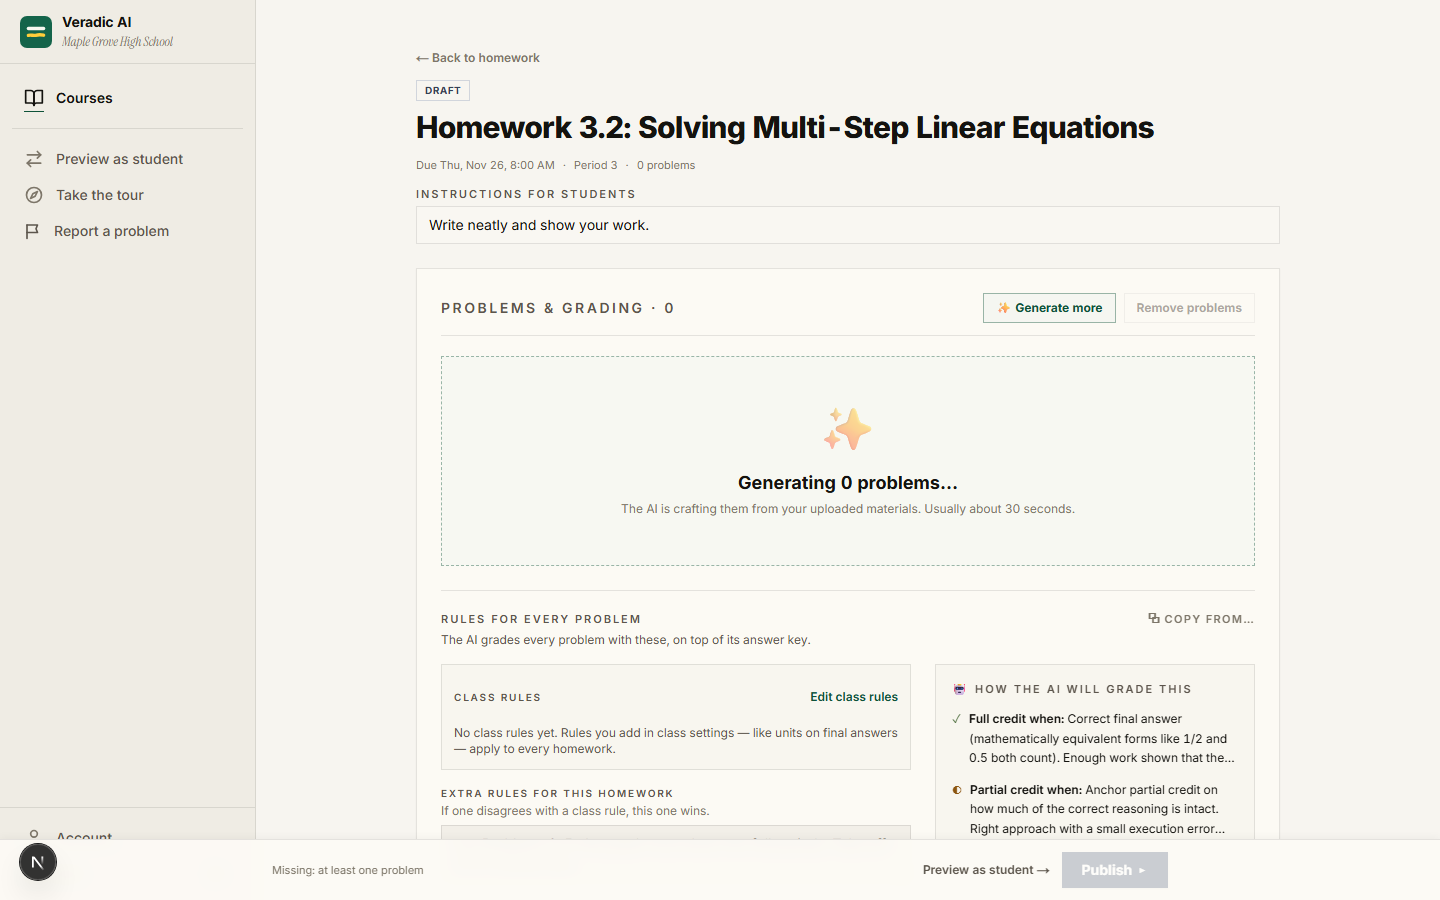 Veradic AI
Maple Grove High School
Courses
Preview as student
Take the tour
Report a problem
Account
N
← Back to homework
DRAFT
Homework 3.2: Solving Multi-Step Linear Equations
Due Thu, Nov 26, 8:00 AM · Period 3 · 0 problems
INSTRUCTIONS FOR STUDENTS
Write neatly and show your work.
PROBLEMS & GRADING · 0
Generate more
Remove problems
Generating 0 problems...
The AI is crafting them from your uploaded materials. Usually about 30 seconds.
RULES FOR EVERY PROBLEM
COPY FROM...
The AI grades every problem with these, on top of its answer key.
CLASS RULES
Edit class rules
No class rules yet. Rules you add in class settings — like units on final answers
— apply to every homework.
EXTRA RULES FOR THIS HOMEWORK
If one disagrees with a class rule, this one wins.
HOW THE AI WILL GRADE THIS
✓ Full credit when: Correct final answer
(mathematically equivalent forms like 1/2 and
0.5 both count). Enough work shown that the...
Partial credit when: Anchor partial credit on
how much of the correct reasoning is intact.
Right approach with a small execution error...
Missing: at least one problem
Preview as student →
Publish ▸